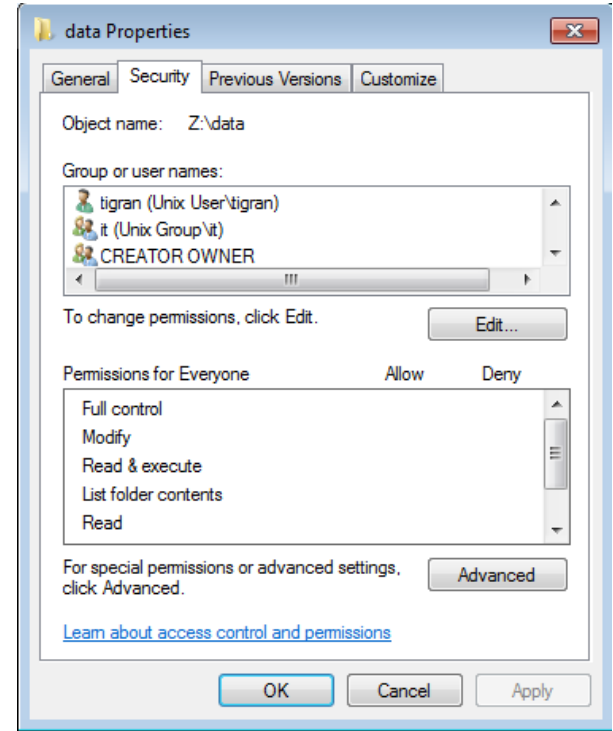 data Properties
General Security Previous Versions Customize
Object name: Z:\data
Group or user names:
tigran (Unix User\tigran)
it (Unix Group\it)
CREATOR OWNER
To change permissions, click Edit.
Edit...
Permissions for Everyone Allow Deny
Full control
Modify
Read & execute
List folder contents
Read
For special permissions or advanced settings,
click Advanced.
Advanced
Learn about access control and permissions
OK Cancel Apply